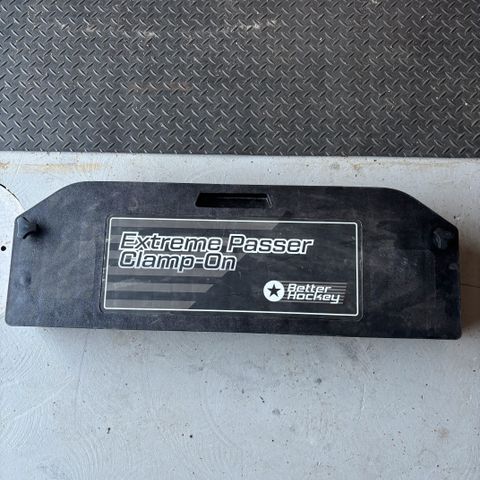 Extreme Passer
Clamp-On
Better
Hockey